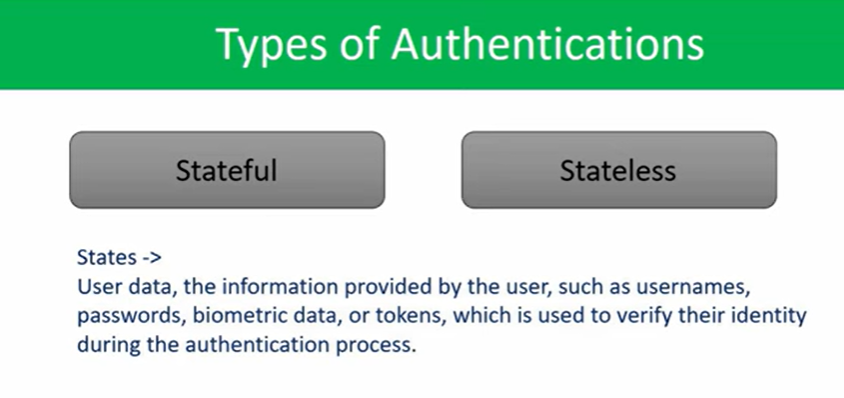 Types of Authentications
Stateful
Stateless
States ->
User data, the information provided by the user, such as usernames,
passwords, biometric data, or tokens, which is used to verify their identity
during the authentication process.